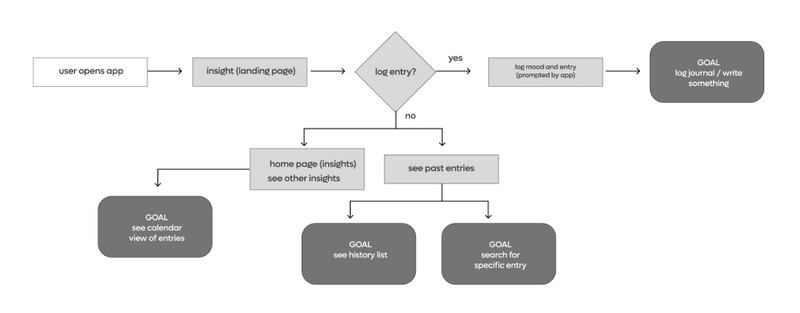 user opens app
insight (landing page)
log entry?
yes
log mood and entry
(prompted by app)
GOAL
log journal / write
something
no
home page (insights)
see other insights
see past entries
GOAL
see calendar
view of entries
GOAL
see history list
GOAL
search for
specific entry